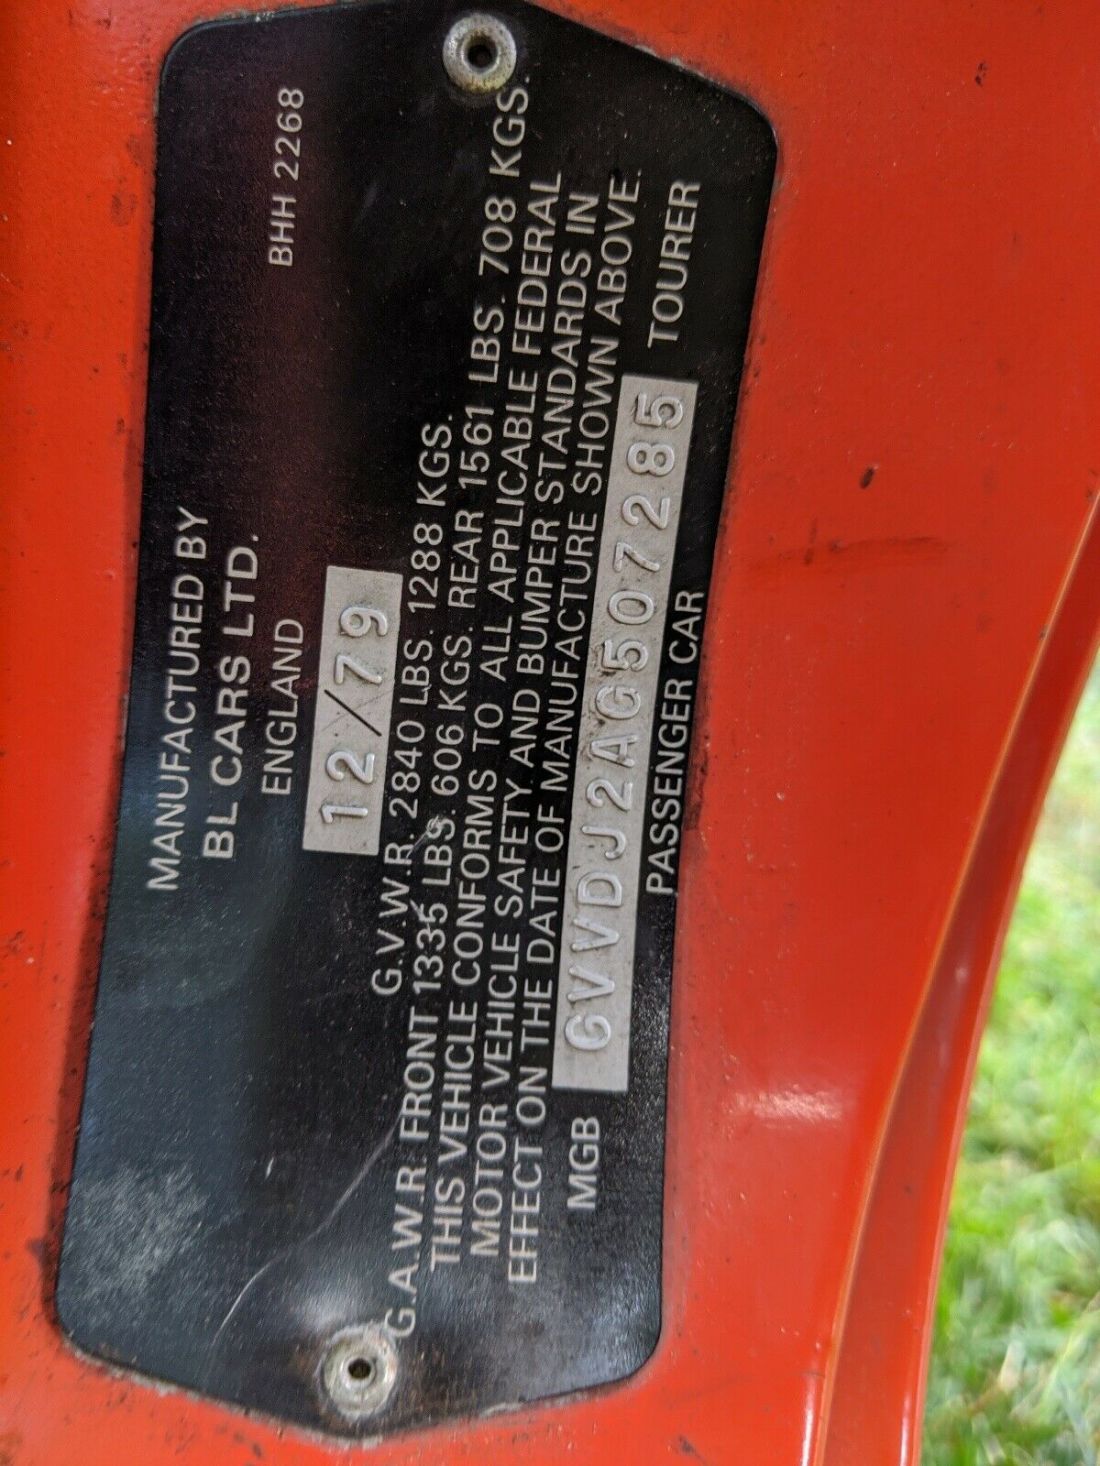 MANUFACTURED BY
BL CARS LTD.
ENGLAND
BHH 2268
12/79
G.V.W.R. 2840 LBS. 1288 KGS.
G.A.W.R FRONT 1335 LBS. 606 KGS. REAR 1561 LBS. 708 KGS.
THIS VEHICLE CONFORMS TO ALL APPLICABLE FEDERAL
MOTOR VEHICLE SAFETY AND BUMPER STANDARDS IN
EFFECT ON THE DATE OF MANUFACTURE SHOWN ABOVE.
MGB GVVDJ2AG507285 TOURER
PASSENGER CAR